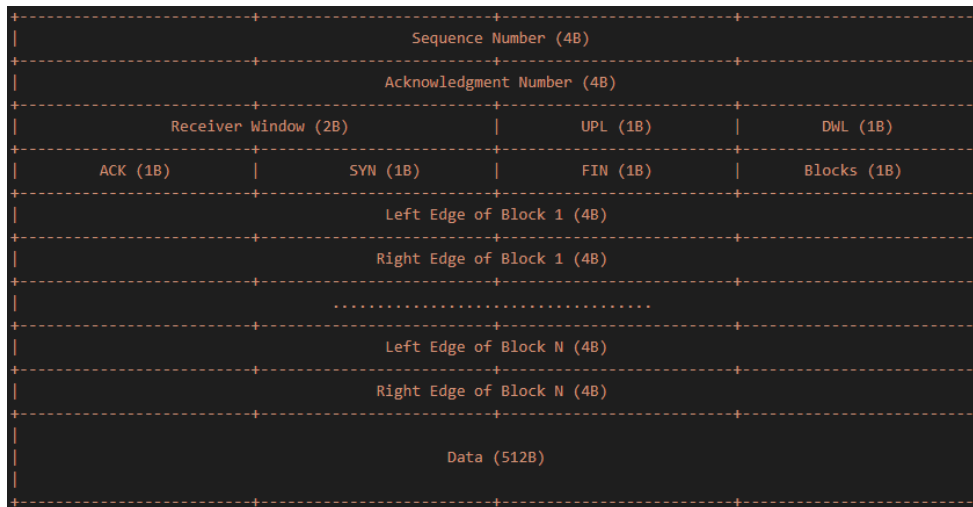 Sequence Number (4B)
Acknowledgment Number (4B)
Receiver Window (2B) | UPL (1B) | DWL (1B)
ACK (1B) | SYN (1B) | FIN (1B) | Blocks (1B)
Left Edge of Block 1 (4B)
Right Edge of Block 1 (4B)
....................................
Left Edge of Block N (4B)
Right Edge of Block N (4B)
Data (512B)